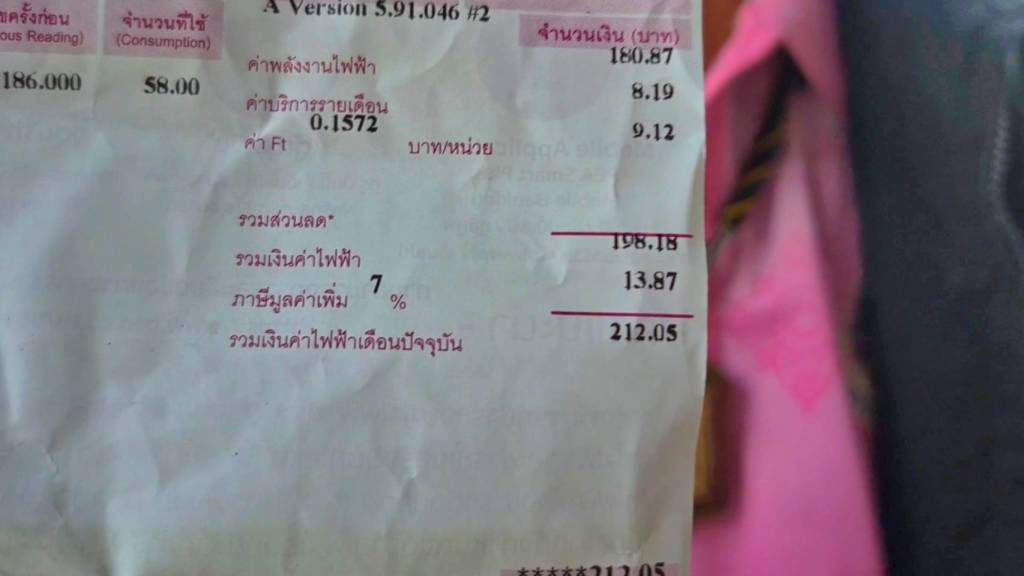 A Version 5.91.046 #2
ครั้งก่อน
จำนวนที่ใช้
จำนวนเงิน (บาท)
ous Reading)
(Consumption)
186.000
58.00
ค่าพลังงานไฟฟ้า
180.87
ค่าบริการรายเดือน
8.19
0.1572
ค่า Ft
บาท/หน่วย
9.12
รวมส่วนลด*
รวมเงินค่าไฟฟ้า
198.18
ภาษีมูลค่าเพิ่ม 7 %
13.87
รวมเงินค่าไฟฟ้าเดือนปัจจุบัน
212.05
*****212.05